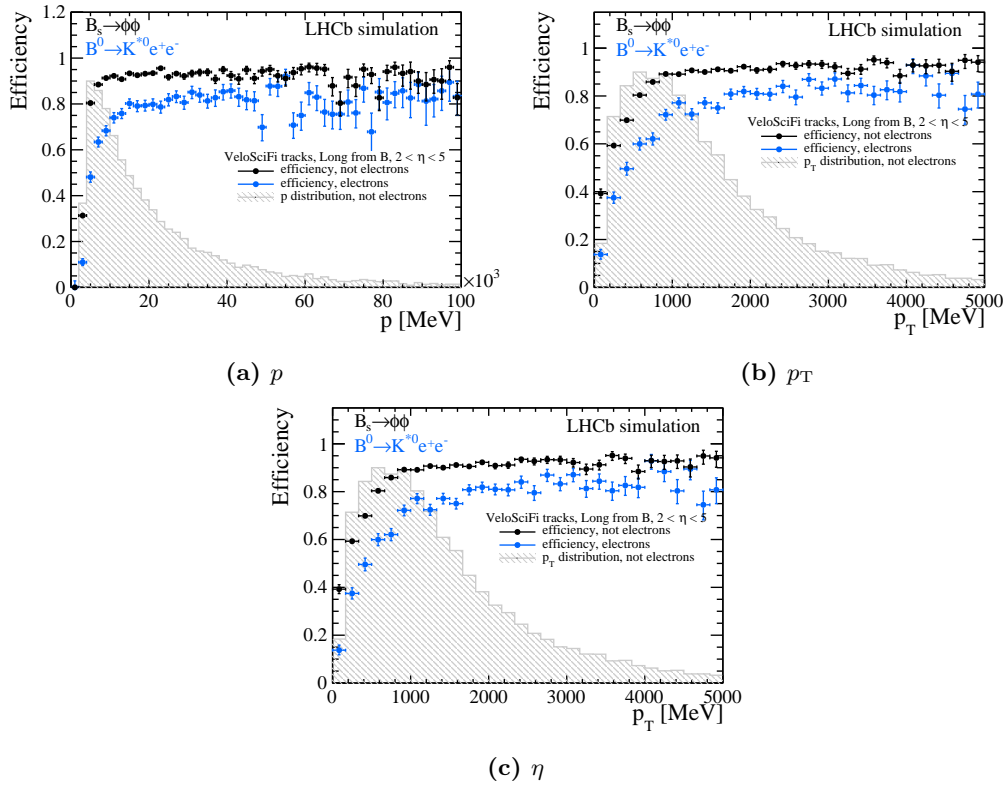 Efficiency
1.2
1
0.8
0.6
0.4
0.2
0
B_s→ϕϕ
LHCb simulation
B^0→K^{*0}e^+e^-
VeloSciFi tracks, Long from B, 2 < η < 5
efficiency, not electrons
efficiency, electrons
p distribution, not electrons
0 20 40 60 80 100
×10^3
p [MeV]
(a) p
Efficiency
1
0.8
0.6
0.4
0.2
0
B_s→ϕϕ
LHCb simulation
B^0→K^{*0}e^+e^-
VeloSciFi tracks, Long from B, 2 < η < 5
efficiency, not electrons
efficiency, electrons
p_T distribution, not electrons
0 1000 2000 3000 4000 5000
p_T [MeV]
(b) p_T
Efficiency
1
0.8
0.6
0.4
0.2
0
B_s→ϕϕ
LHCb simulation
B^0→K^{*0}e^+e^-
VeloSciFi tracks, Long from B, 2 < η < 5
efficiency, not electrons
efficiency, electrons
p_T distribution, not electrons
0 1000 2000 3000 4000 5000
p_T [MeV]
(c) η